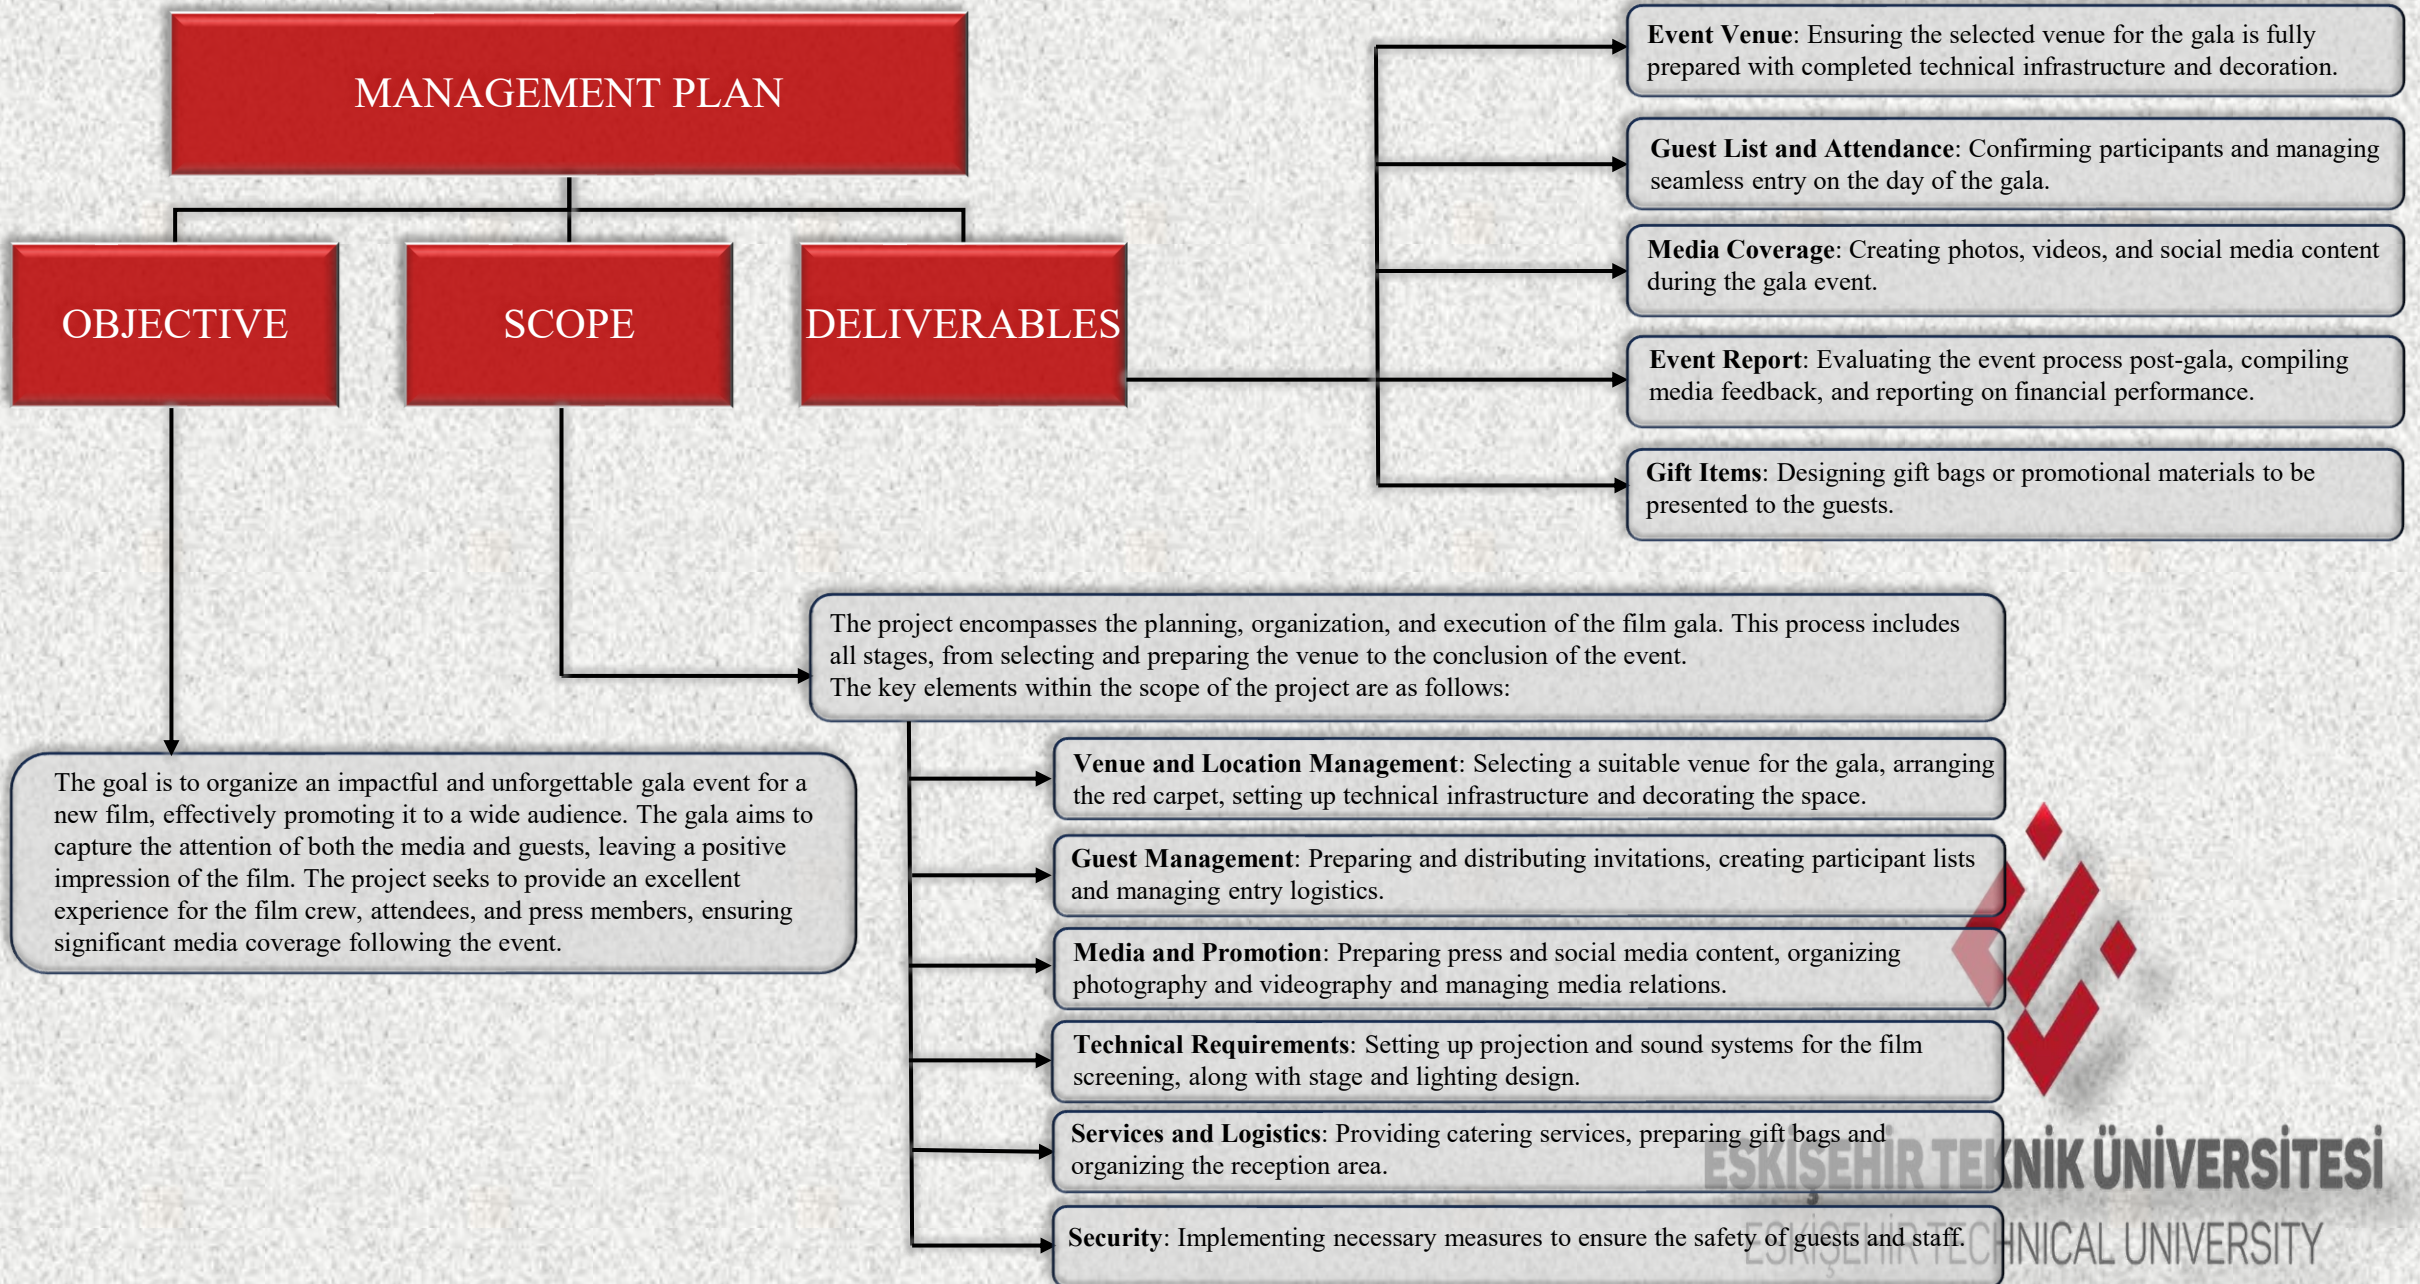 MANAGEMENT PLAN
OBJECTIVE
SCOPE
DELIVERABLES
Event Venue: Ensuring the selected venue for the gala is fully
prepared with completed technical infrastructure and decoration.
Guest List and Attendance: Confirming participants and managing
seamless entry on the day of the gala.
Media Coverage: Creating photos, videos, and social media content
during the gala event.
Event Report: Evaluating the event process post-gala, compiling
media feedback, and reporting on financial performance.
Gift Items: Designing gift bags or promotional materials to be
presented to the guests.
The project encompasses the planning, organization, and execution of the film gala. This process includes
all stages, from selecting and preparing the venue to the conclusion of the event.
The key elements within the scope of the project are as follows:
The goal is to organize an impactful and unforgettable gala event for a
new film, effectively promoting it to a wide audience. The gala aims to
capture the attention of both the media and guests, leaving a positive
impression of the film. The project seeks to provide an excellent
experience for the film crew, attendees, and press members, ensuring
significant media coverage following the event.
Venue and Location Management: Selecting a suitable venue for the gala, arranging
the red carpet, setting up technical infrastructure and decorating the space.
Guest Management: Preparing and distributing invitations, creating participant lists
and managing entry logistics.
Media and Promotion: Preparing press and social media content, organizing
photography and videography and managing media relations.
Technical Requirements: Setting up projection and sound systems for the film
screening, along with stage and lighting design.
Services and Logistics: Providing catering services, preparing gift bags and
organizing the reception area.
Security: Implementing necessary measures to ensure the safety of guests and staff.
ESKİŞEHİR TEKNİK ÜNİVERSİTESİ
ESKİŞEHİR TECHNICAL UNIVERSITY